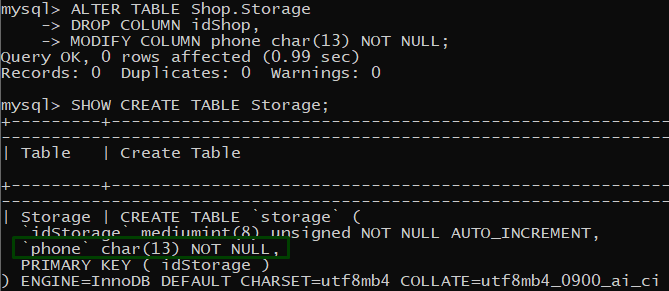 mysql> ALTER TABLE Shop.Storage
    -> DROP COLUMN idShop,
    -> MODIFY COLUMN phone char(13) NOT NULL;
Query OK, 0 rows affected (0.99 sec)
Records: 0  Duplicates: 0  Warnings: 0
mysql> SHOW CREATE TABLE Storage;
| Table   | Create Table
| Storage | CREATE TABLE `storage` (
  `idStorage` mediumint(8) unsigned NOT NULL AUTO_INCREMENT,
  `phone` char(13) NOT NULL,
  PRIMARY KEY (`idStorage`)
) ENGINE=InnoDB DEFAULT CHARSET=utf8mb4 COLLATE=utf8mb4_0900_ai_ci